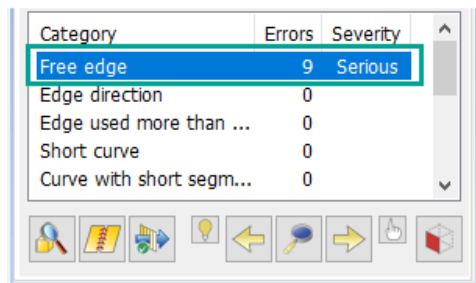 Category Errors Severity
Free edge 9 Serious
Edge direction 0
Edge used more than ... 0
Short curve 0
Curve with short segm... 0